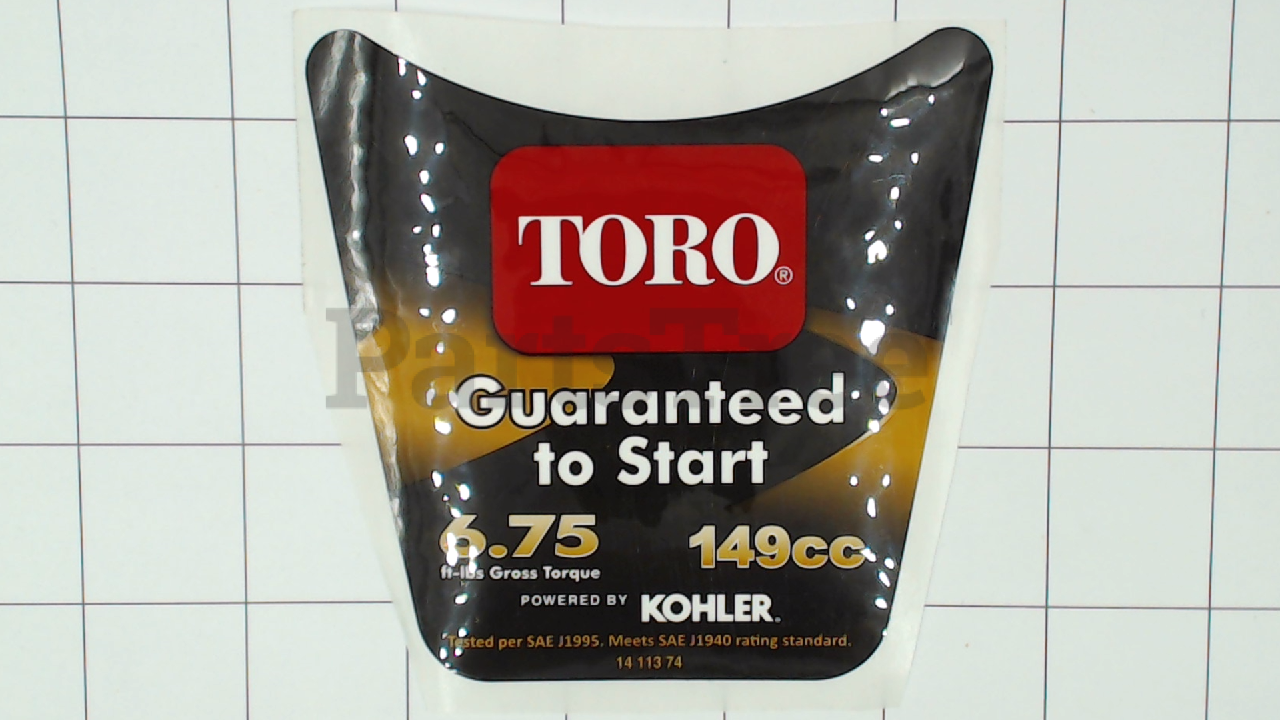 TORO®
PartsTree
Guaranteed
to Start
6.75 149cc
ft-lbs Gross Torque
POWERED BY KOHLER.
Tested per SAE J1995. Meets SAE J1940 rating standard.
14 113 74